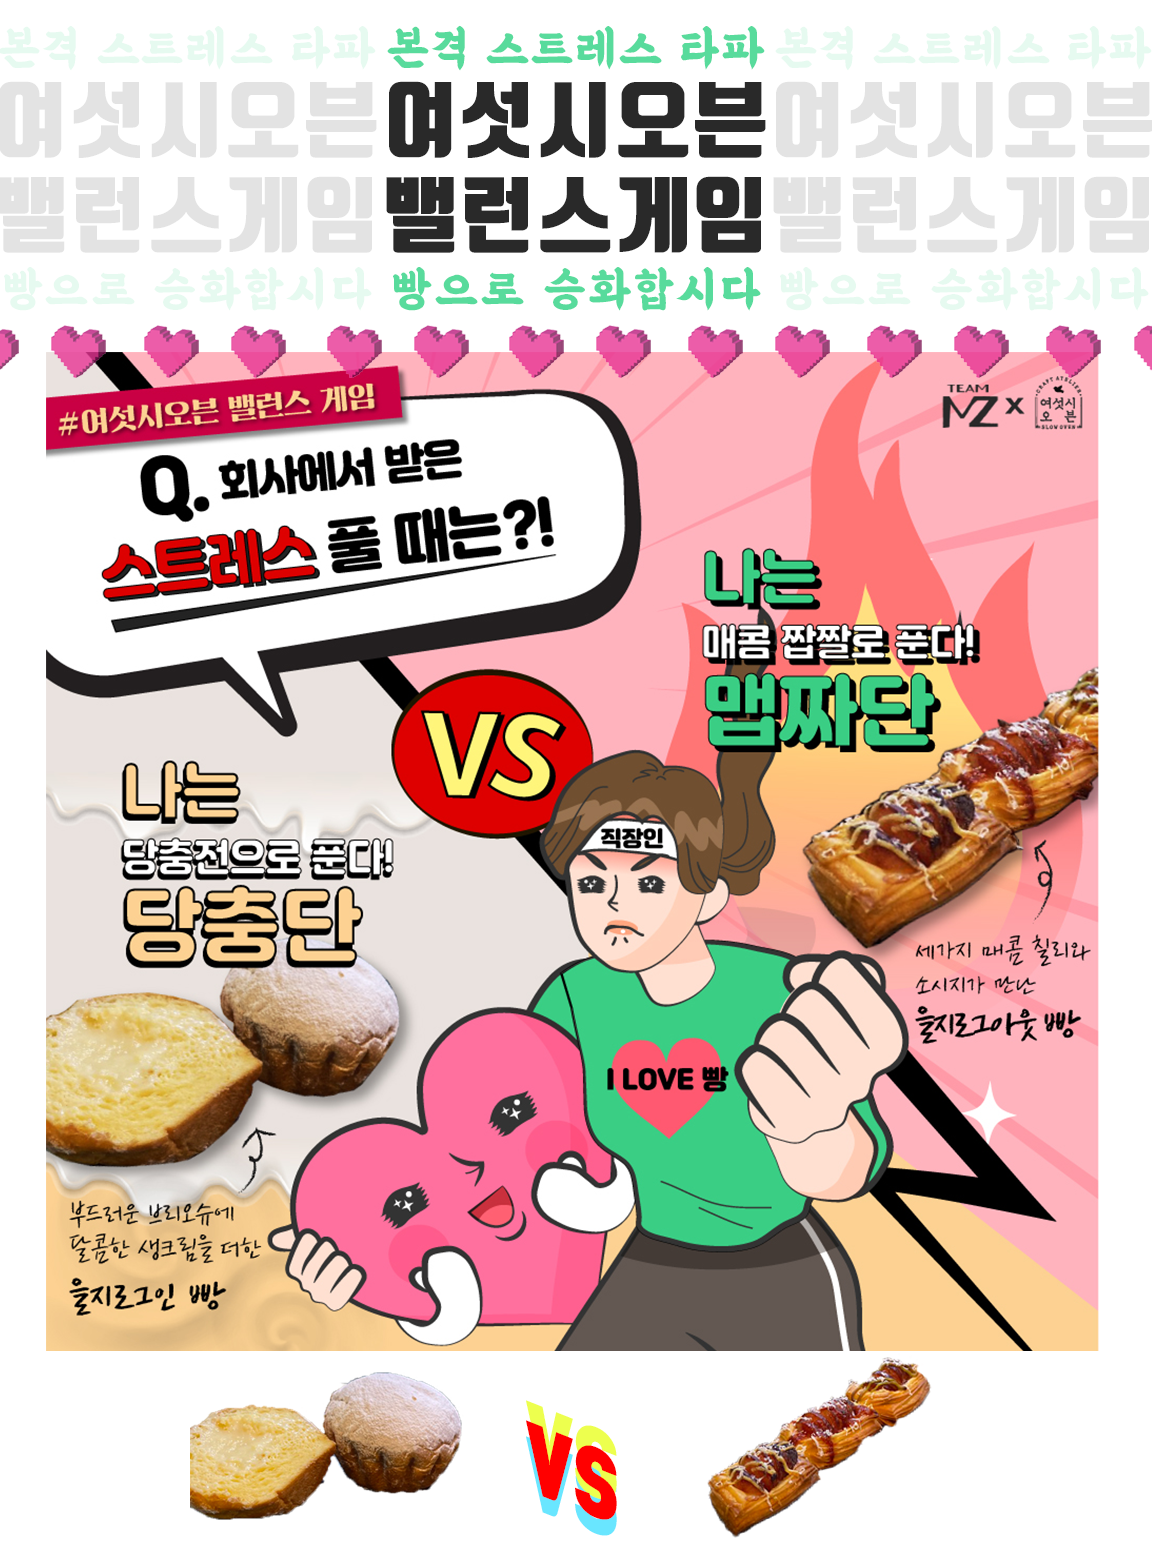 본격 스트레스 타파 본격 스트레스 타파 본격 스트레스 타파
여섯시오븐 여섯시오븐 여섯시오븐
밸런스게임 밸런스게임 밸런스게임
빵으로 승화합시다 빵으로 승화합시다 빵으로 승화합시다
#여섯시오븐 밸런스 게임
TEAM
MZ x
CRAFT ATELIER
여섯시
오븐
SLOW OVEN
Q. 회사에서 받은
스트레스 풀 때는?!
나는
매콤 짭짤로 푼다!
맵짜단
VS
나는
당충전으로 푼다!
당충단
직장인
세가지 매콤 칠리와
소시지가 만난
을지로그아웃 빵
I LOVE 빵
부드러운 브리오슈에
달콤한 생크림을 더한
을지로그인 빵
VS